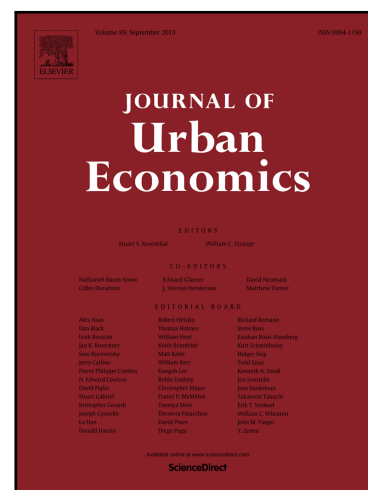 Volume 89, September 2015
ISSN 0094-1190
ELSEVIER
JOURNAL OF
Urban
Economics
EDITORS
Stuart S. Rosenthal William C. Strange
CO-EDITORS
Nathaniel Baum-Snow Edward Glaeser David Neumark
Gilles Duranton J. Vernon Henderson Matthew Turner
EDITORIAL BOARD
Alex Anas Robert Helsley Richard Romano
Dan Black Thomas Holmes Steve Ross
Leah Boustan William Hoyt Esteban Rossi-Hansberg
Jan K. Brueckner Keith Ihlanfeldt Kurt Schmidheiny
Sam Bucovetsky Matt Kahn Holger Sieg
Jerry Carlino William Kerr Todd Sinai
Pierre Philippe Combes Kangoh Lee Kenneth A. Small
N. Edward Coulson Robin Lindsey Jon Sonstelie
David Figlio Christopher Mayer Jens Suedekum
Stuart Gabriel Daniel P. McMillen Takatoshi Tabuchi
Kristopher Gerardi Tomoya Mori Erik T. Verhoef
Joseph Gyourko Eleonora Patacchini William C. Wheaton
Lu Han David Pines John M. Yinger
Donald Haurin Diego Puga Y. Zenou
Available online at www.sciencedirect.com
ScienceDirect